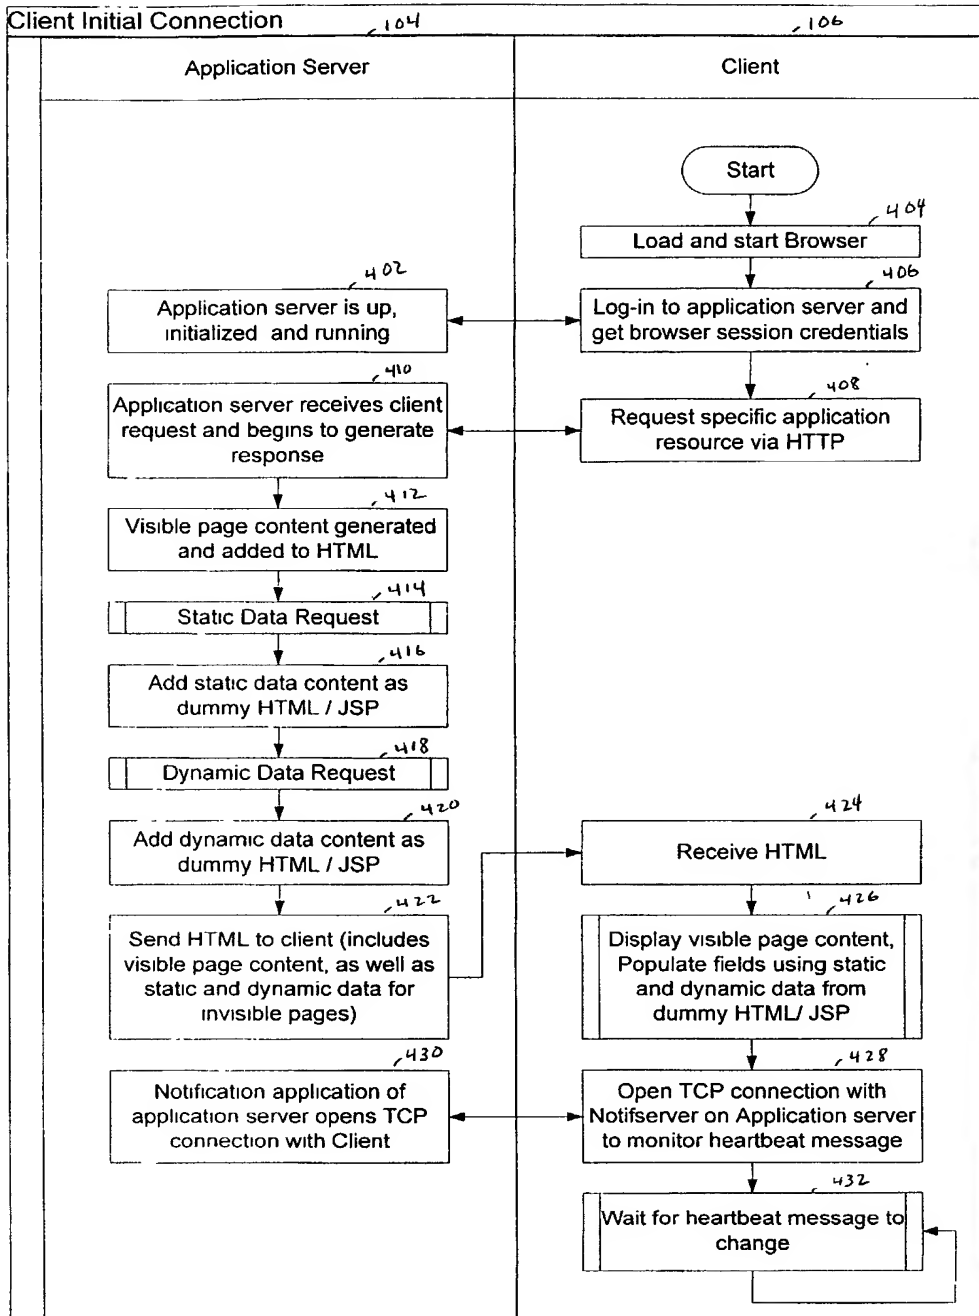 Client Initial Connection
104
106
Application Server
Client
Start
404
Load and start Browser
402
406
Application server is up,
initialized and running
Log-in to application server and
get browser session credentials
410
408
Application server receives client
request and begins to generate
response
Request specific application
resource via HTTP
412
Visible page content generated
and added to HTML
414
Static Data Request
416
Add static data content as
dummy HTML / JSP
418
Dynamic Data Request
420
Add dynamic data content as
dummy HTML / JSP
424
Receive HTML
422
Send HTML to client (includes
visible page content, as well as
static and dynamic data for
invisible pages)
426
Display visible page content,
Populate fields using static
and dynamic data from
dummy HTML/ JSP
430
Notification application of
application server opens TCP
connection with Client
428
Open TCP connection with
Notifserver on Application server
to monitor heartbeat message
432
Wait for heartbeat message to
change